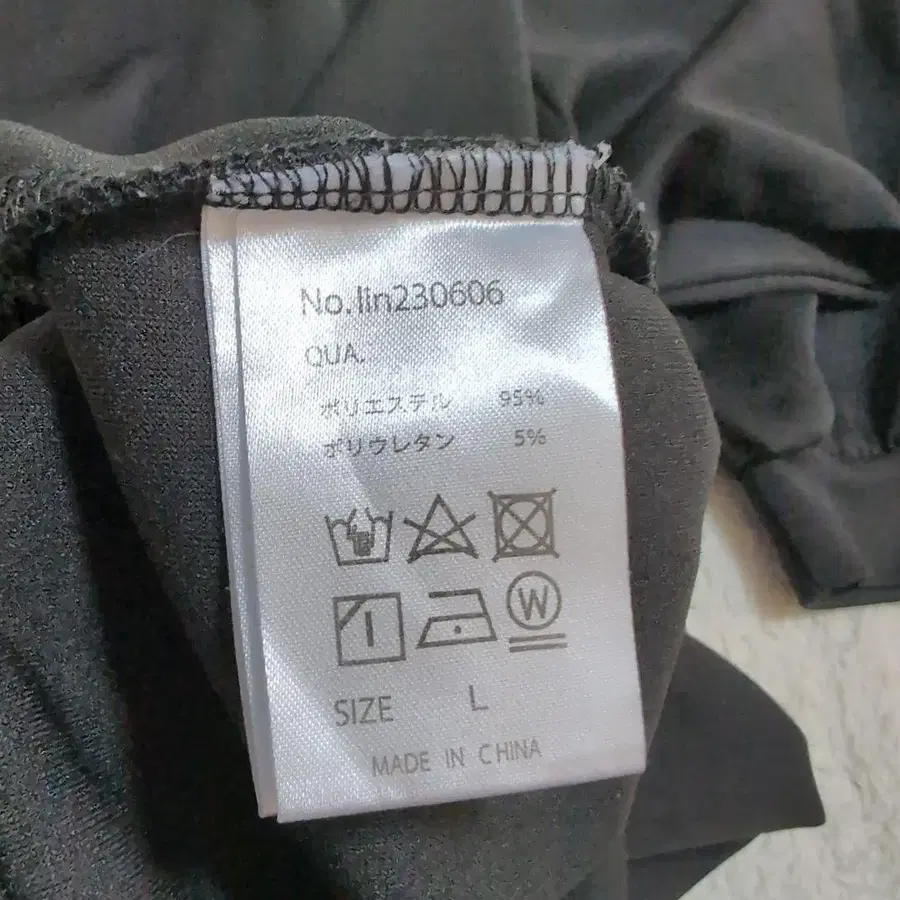 No.lin230606
QUA.
ポリエステル 95%
ポリウレタン 5%
W
SIZE L
MADE IN CHINA